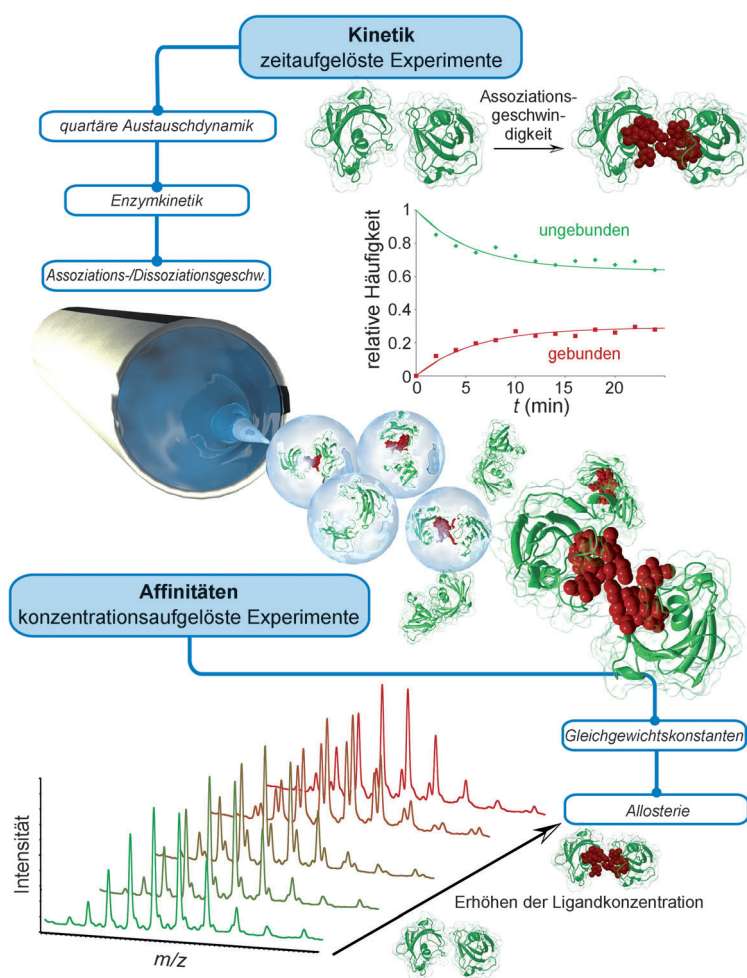 Kinetik
zeitaufgelöste Experimente
quartäre Austauschdynamik
Enzymkinetik
Assoziations-/Dissoziationsgeschw.
Assoziations-
geschwin-
digkeit
relative Häufigkeit
1
0.8
0.6
0.4
0.2
0
0
10
20
t (min)
ungebunden
gebunden
Affinitäten
konzentrationsaufgelöste Experimente
Gleichgewichtskonstanten
Allosterie
Erhöhen der Ligandkonzentration
Intensität
m/z